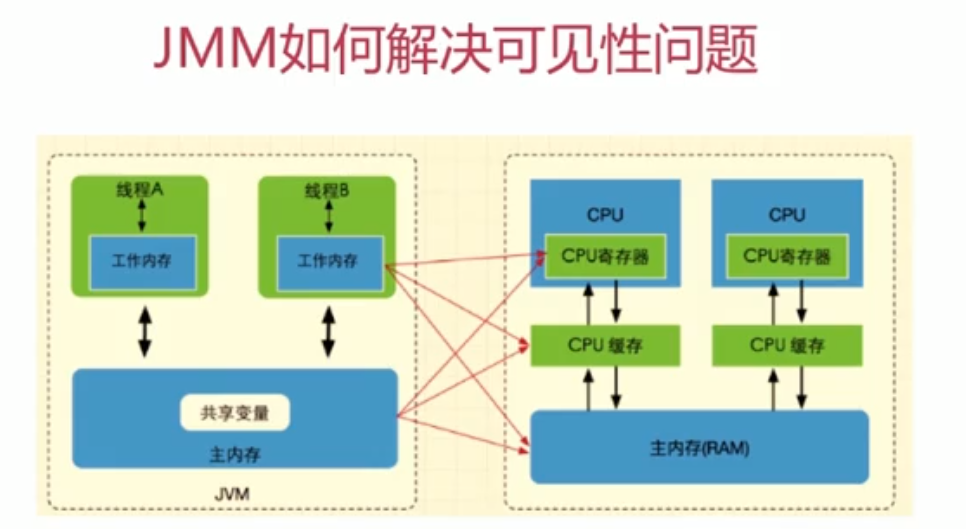 JMM如何解决可见性问题
线程A
工作内存
线程B
工作内存
共享变量
主内存
JVM
CPU
CPU寄存器
CPU 缓存
CPU
CPU寄存器
CPU 缓存
主内存(RAM)